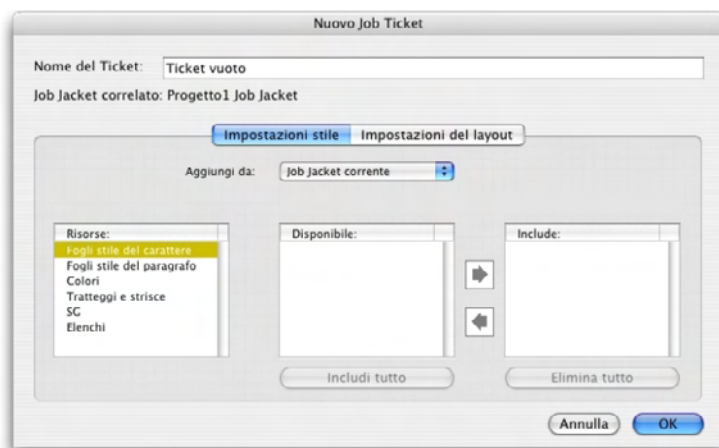 Nuovo Job Ticket
Nome del Ticket: Ticket vuoto
Job Jacket correlato: Progetto1 Job Jacket
Impostazioni stile Impostazioni del layout
Aggiungi da: Job Jacket corrente
Risorse: Disponibile: Include:
Fogli stile del carattere
Fogli stile del paragrafo
Colori
Tratteggi e strisce
SG
Elenchi
Includi tutto Elimina tutto
Annulla OK